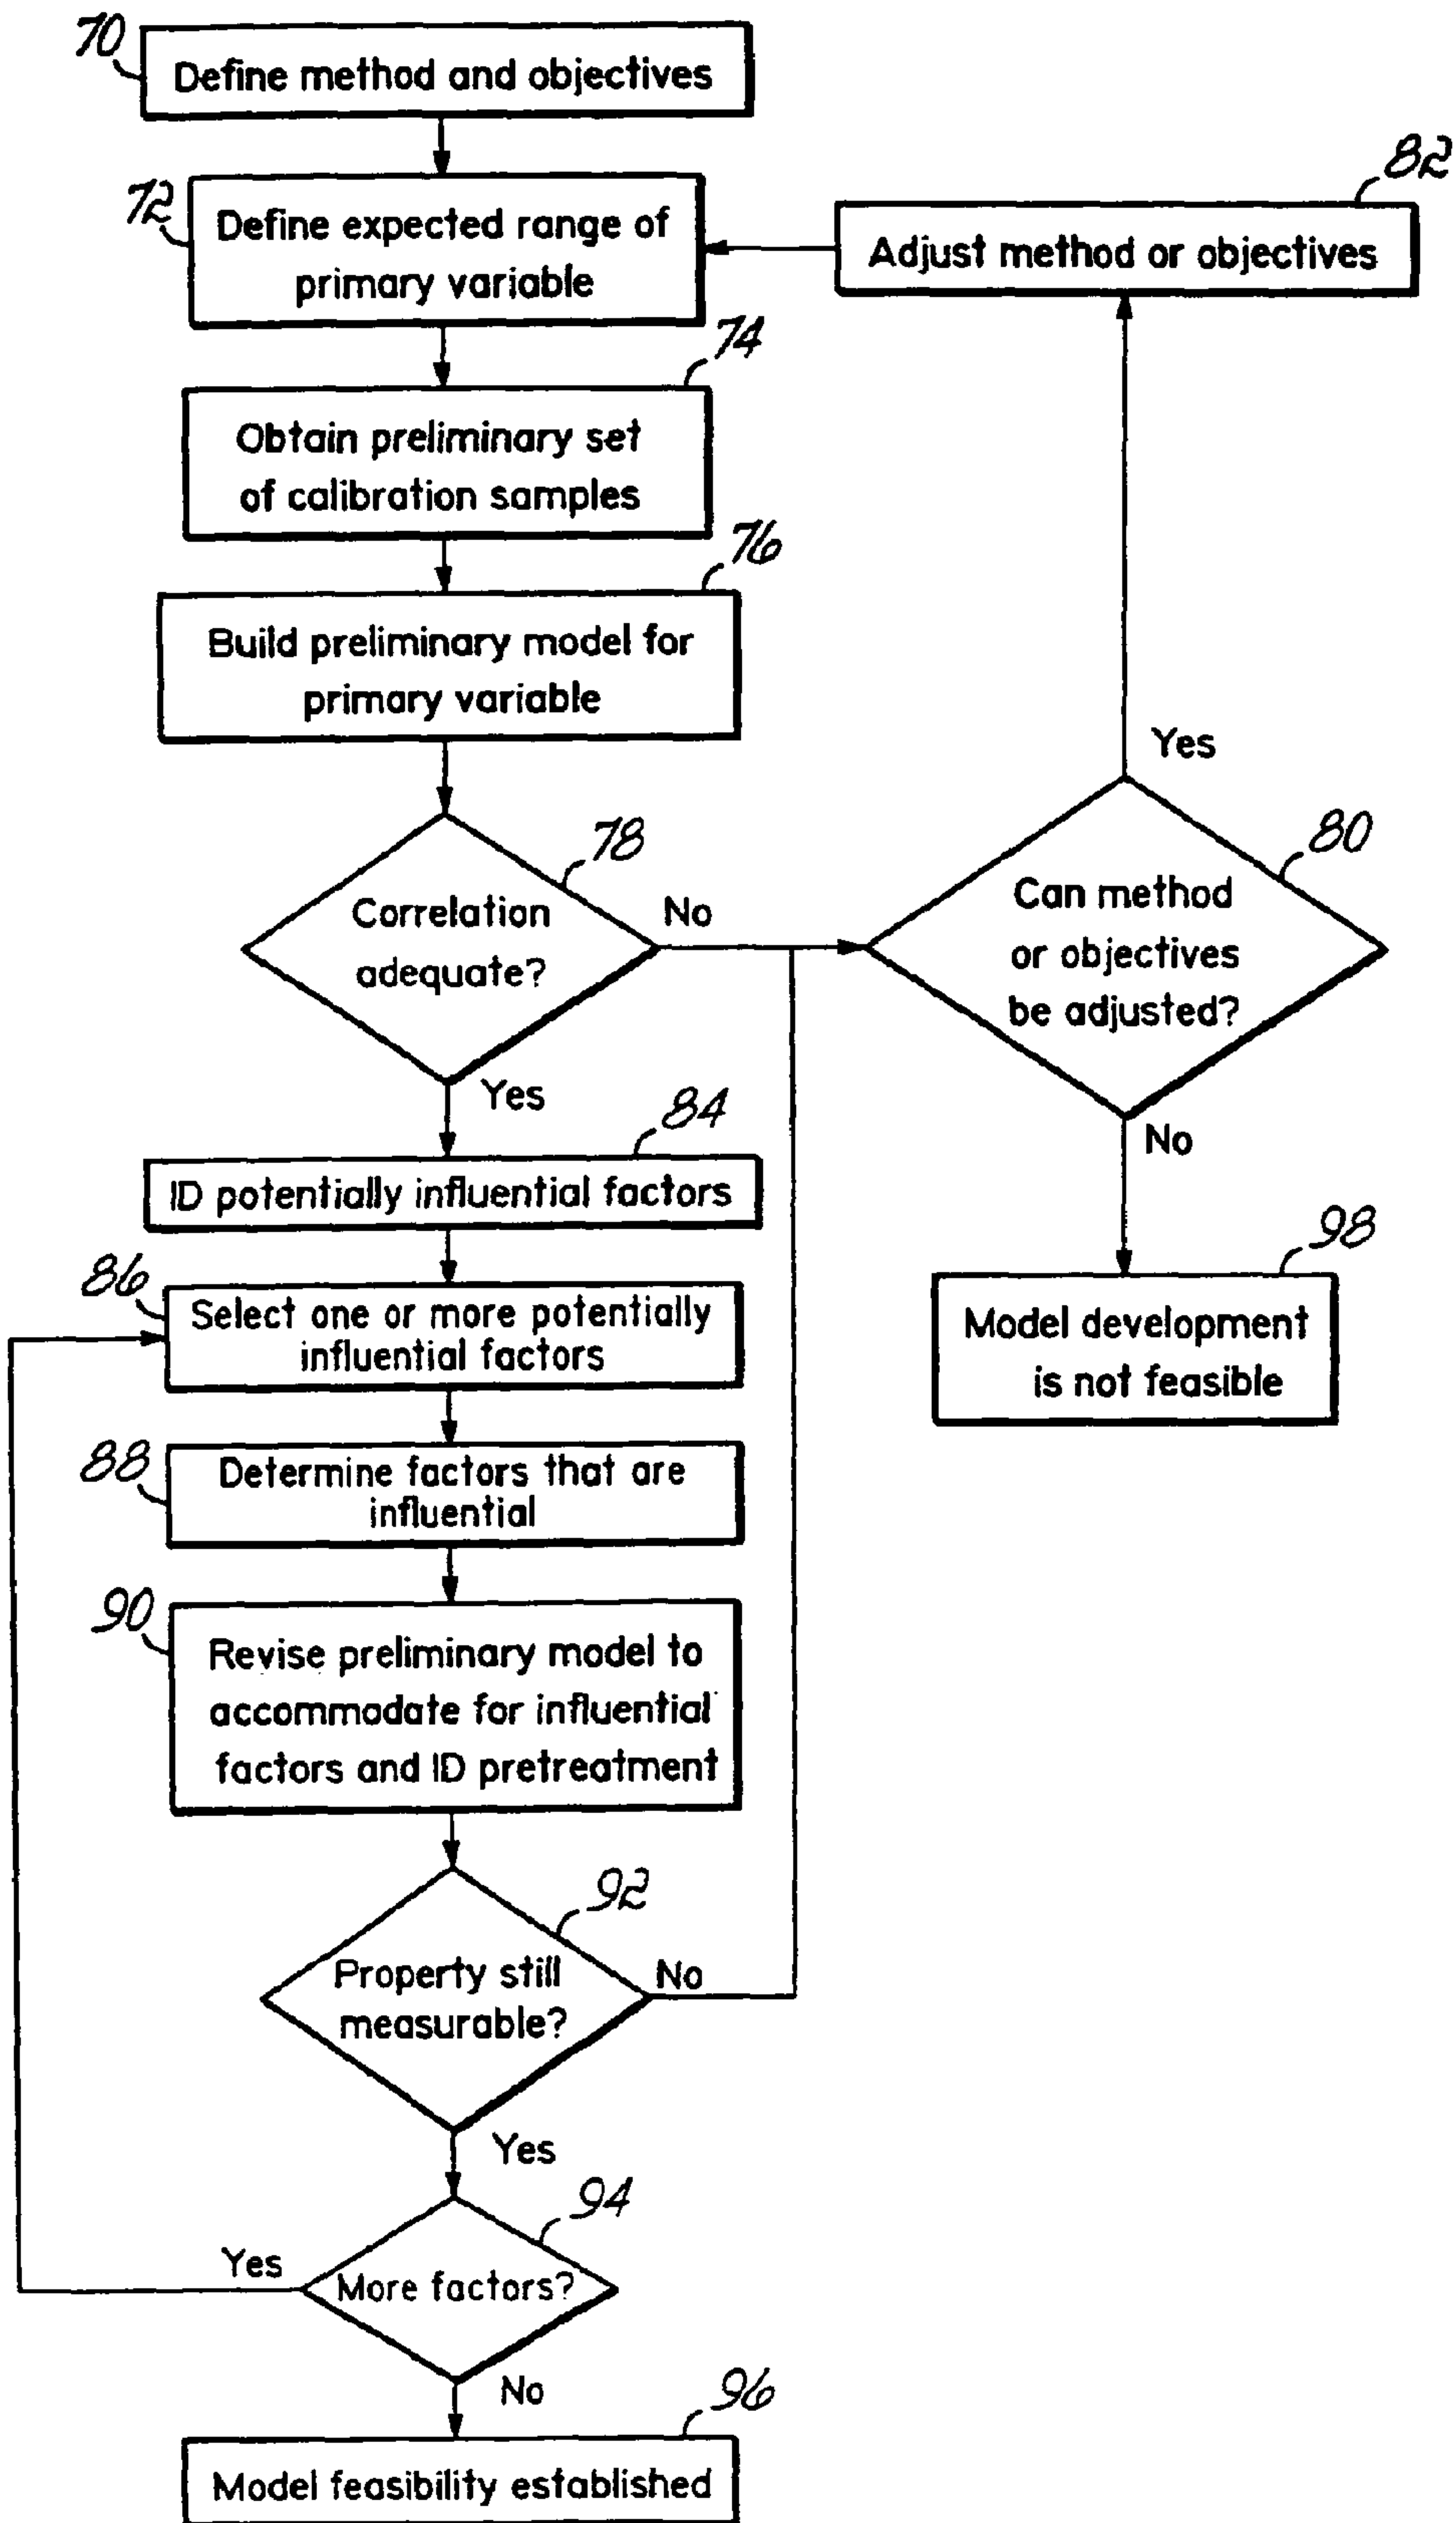 70
Define method and objectives
72
Define expected range of
primary variable
82
Adjust method or objectives
74
Obtain preliminary set
of calibration samples
76
Build preliminary model for
primary variable
78
Correlation
adequate?
No
Yes
80
Can method
or objectives
be adjusted?
Yes
No
84
ID potentially influential factors
86
Select one or more potentially
influential factors
98
Model development
is not feasible
88
Determine factors that are
influential
90
Revise preliminary model to
accommodate for influential
factors and ID pretreatment
92
Property still
measurable?
No
Yes
94
More factors?
Yes
No
96
Model feasibility established